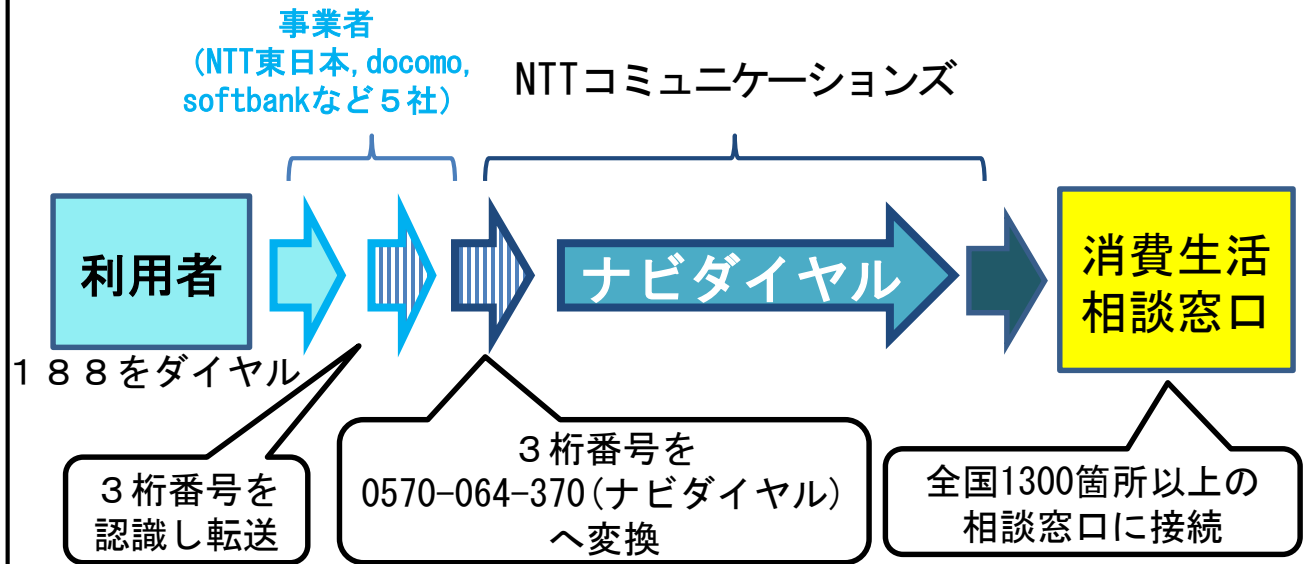 事業者
(NTT東日本,docomo,
softbankなど５社)
NTTコミュニケーションズ
利用者
ナビダイヤル
消費生活
相談窓口
１８８をダイヤル
３桁番号を
認識し転送
３桁番号を
0570-064-370(ナビダイヤル)
へ変換
全国1300箇所以上の
相談窓口に接続